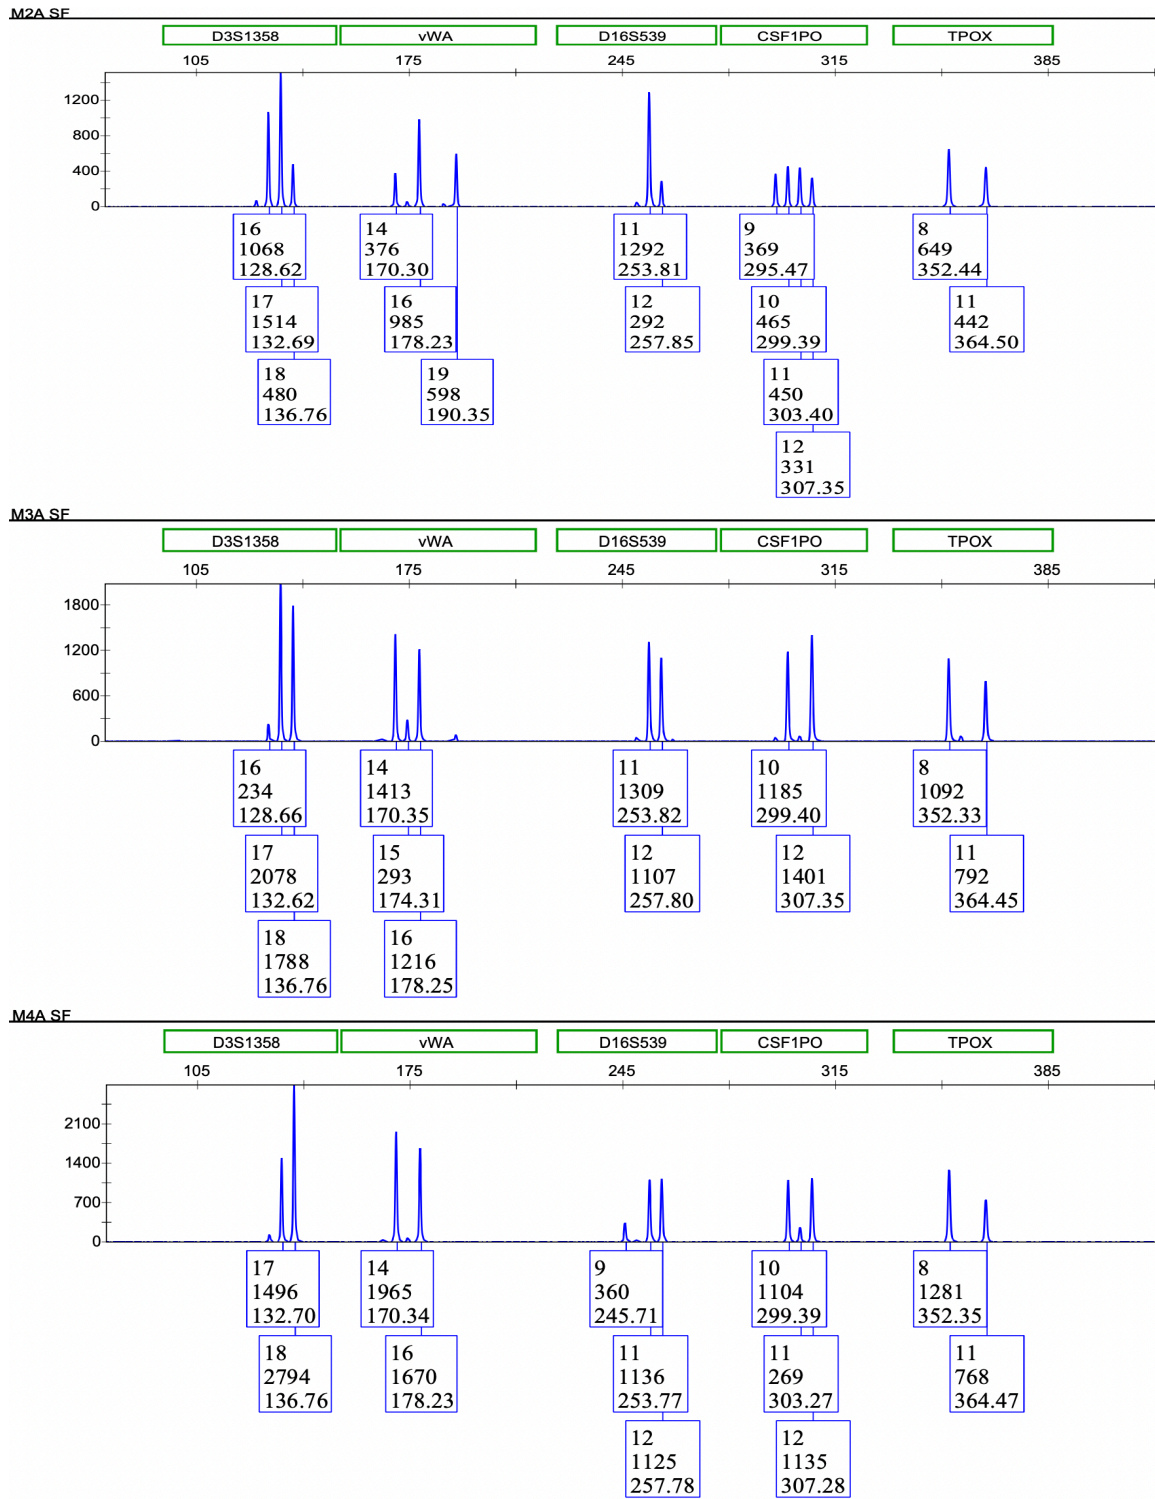 M2A SF
D3S1358 vWA D16S539 CSF1PO TPOX
105 175 245 315 385
1200
800
400
0
16 14 11 9 8
1068 376 1292 369 649
128.62 170.30 253.81 295.47 352.44
17 16 12 10 11
1514 985 292 465 442
132.69 178.23 257.85 299.39 364.50
18 19 11
480 598 450
136.76 190.35 303.40
12
331
307.35
M3A SF
D3S1358 vWA D16S539 CSF1PO TPOX
105 175 245 315 385
1800
1200
600
0
16 14 11 10 8
234 1413 1309 1185 1092
128.66 170.35 253.82 299.40 352.33
17 15 12 12 11
2078 293 1107 1401 792
132.62 174.31 257.80 307.35 364.45
18 16
1788 1216
136.76 178.25
M4A SF
D3S1358 vWA D16S539 CSF1PO TPOX
105 175 245 315 385
2100
1400
700
0
17 14 9 10 8
1496 1965 360 1104 1281
132.70 170.34 245.71 299.39 352.35
18 16 11 11 11
2794 1670 1136 269 768
136.76 178.23 253.77 303.27 364.47
12 12
1125 1135
257.78 307.28